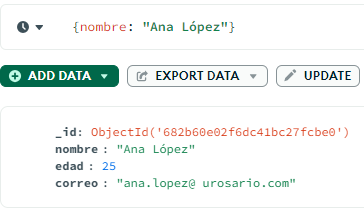 {nombre: "Ana López"}
ADD DATA EXPORT DATA UPDATE
_id: ObjectId('682b60e02f6dc41bc27fcbe0')
nombre : "Ana López"
edad : 25
correo : "ana.lopez@ urosario.com"